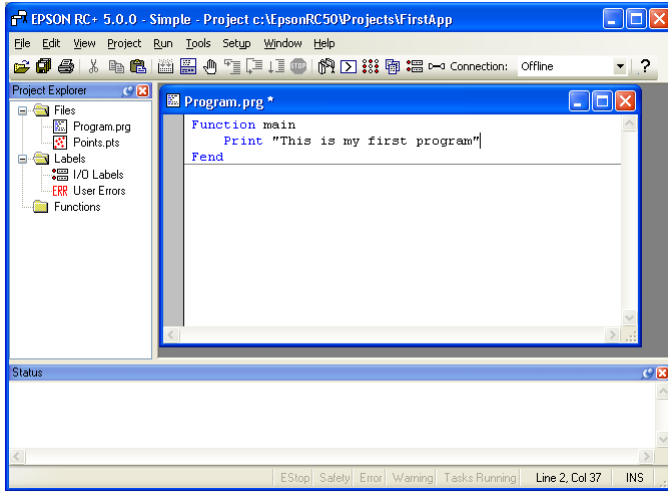 EPSON RC+ 5.0.0 - Simple - Project c:\EpsonRC50\Projects\FirstApp
File Edit View Project Run Tools Setup Window Help
STOP Connection: Offline ?
Project Explorer
Files
Program.prg
Points.pts
Labels
I/O Labels
ERR User Errors
Functions
Program.prg *
Function main
Print "This is my first program"
Fend
Status
EStop Safety Error Warning Tasks Running Line 2, Col 37 INS